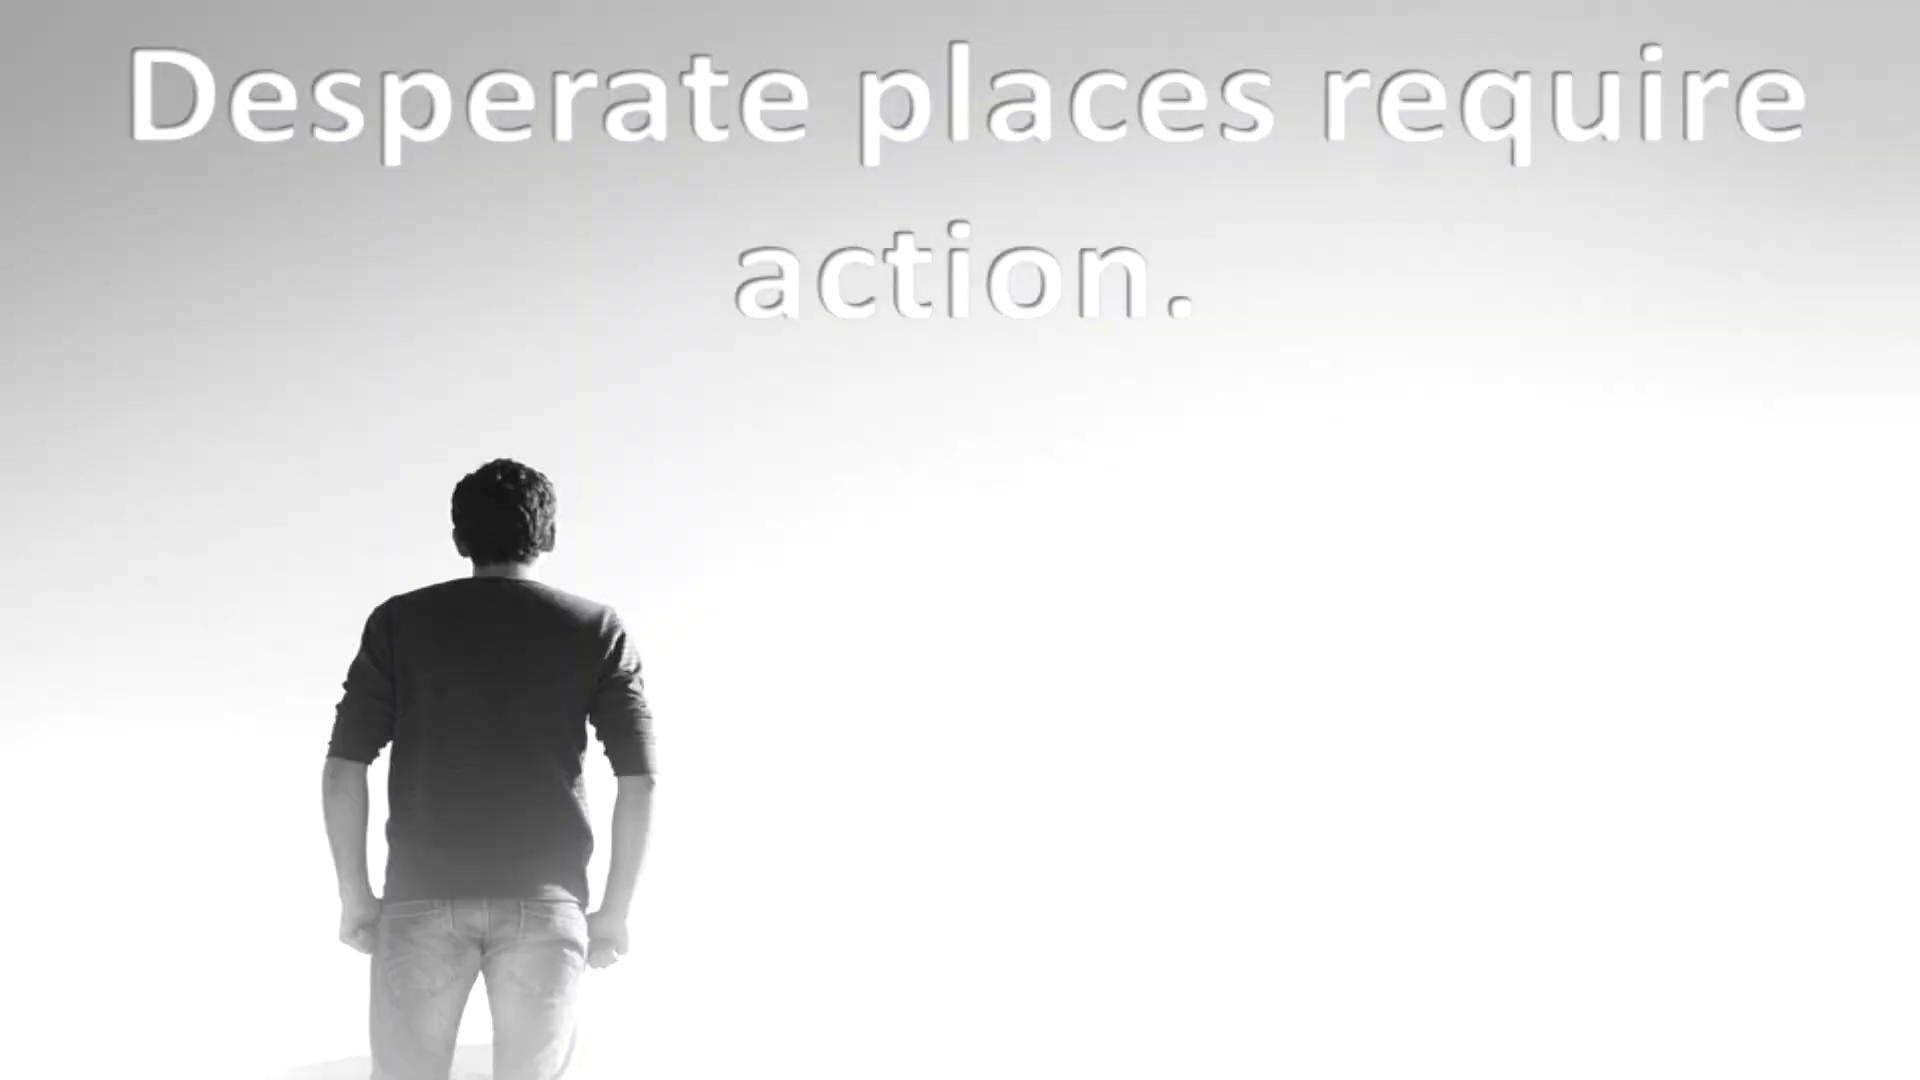 Desperate places require
action.